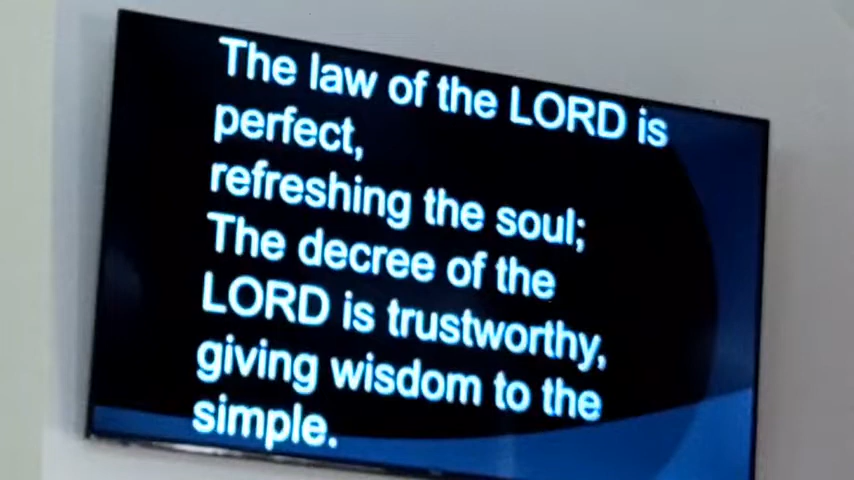 The law of the LORD is
perfect,
refreshing the soul;
The decree of the
LORD is trustworthy,
giving wisdom to the
simple.